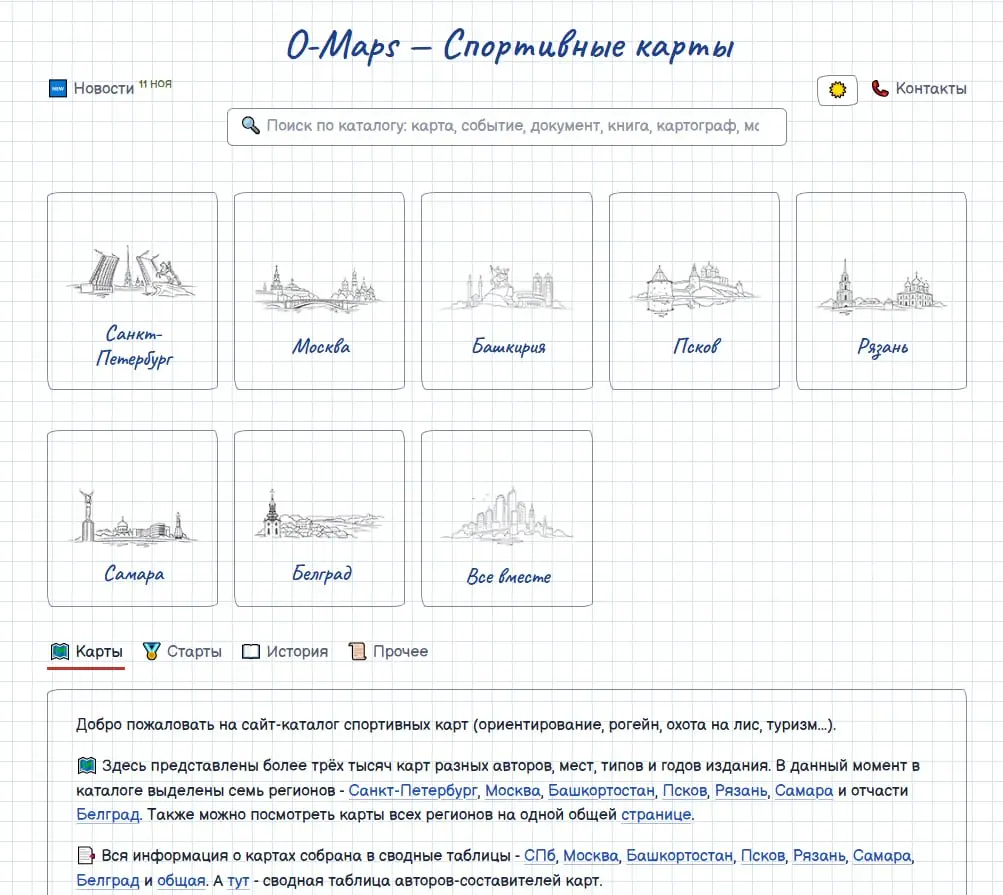 O-Maps — Спортивные карты
NEW Новости 11 НОЯ
Контакты
Поиск по каталогу: карта, событие, документ, книга, картограф, мо
Санкт-
Петербург
Москва
Башкирия
Псков
Рязань
Самара
Белград
Все вместе
Карты Старты История Прочее
Добро пожаловать на сайт-каталог спортивных карт (ориентирование, рогейн, охота на лис, туризм...).
Здесь представлены более трёх тысяч карт разных авторов, мест, типов и годов издания. В данный момент в
каталоге выделены семь регионов - Санкт-Петербург, Москва, Башкортостан, Псков, Рязань, Самара и отчасти
Белград. Также можно посмотреть карты всех регионов на одной общей странице.
Вся информация о картах собрана в сводные таблицы - СПб, Москва, Башкортостан, Псков, Рязань, Самара,
Белград и общая. А тут - сводная таблица авторов-составителей карт.